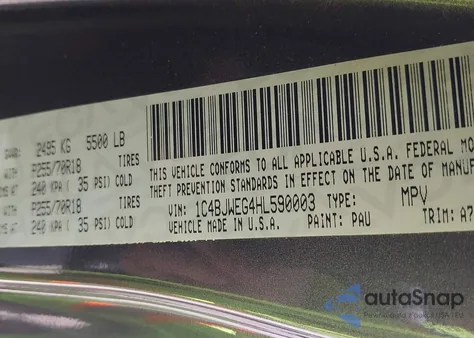 2495 KG 5500 LB
P255/70R18 TIRES
240 KPA ( 35 PSI) COLD
P255/70R18 TIRES
240 KPA ( 35 PSI) COLD
THIS VEHICLE CONFORMS TO ALL APPLICABLE U.S.A. FEDERAL MO
THEFT PREVENTION STANDARDS IN EFFECT ON THE DATE OF MANUF
VIN: 1C4BJWEG4HL590003 TYPE: MPV
VEHICLE MADE IN U.S.A. PAINT: PAU TRIM: A7
autoSnap